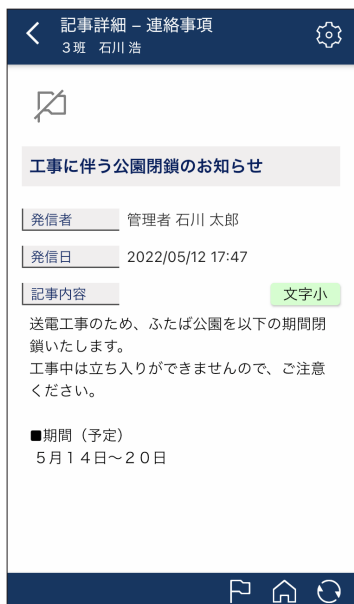 記事詳細 – 連絡事項
３班　石川 浩
工事に伴う公園閉鎖のお知らせ
発信者 管理者 石川 太郎
発信日 2022/05/12 17:47
記事内容 文字小
送電工事のため、ふたば公園を以下の期間閉
鎖いたします。
工事中は立ち入りができませんので、ご注意
ください。
■期間（予定）
５月１４日〜２０日